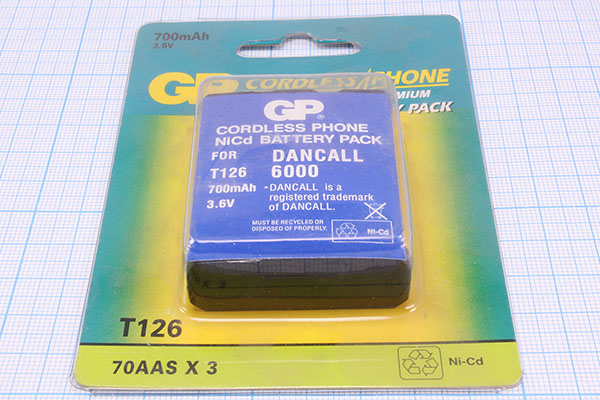 700mAh
3.6V
GP CORDLESS PHONE
PREMIUM
PACK
GP®
CORDLESS PHONE
NiCd BATTERY PACK
FOR DANCALL
T126 6000
700mAh -DANCALL is a
3.6V registered trademark
of DANCALL.
MUST BE RECYCLED OR
DISPOSED OF PROPERLY.
Ni-Cd
T126
70AAS X 3
Ni-Cd